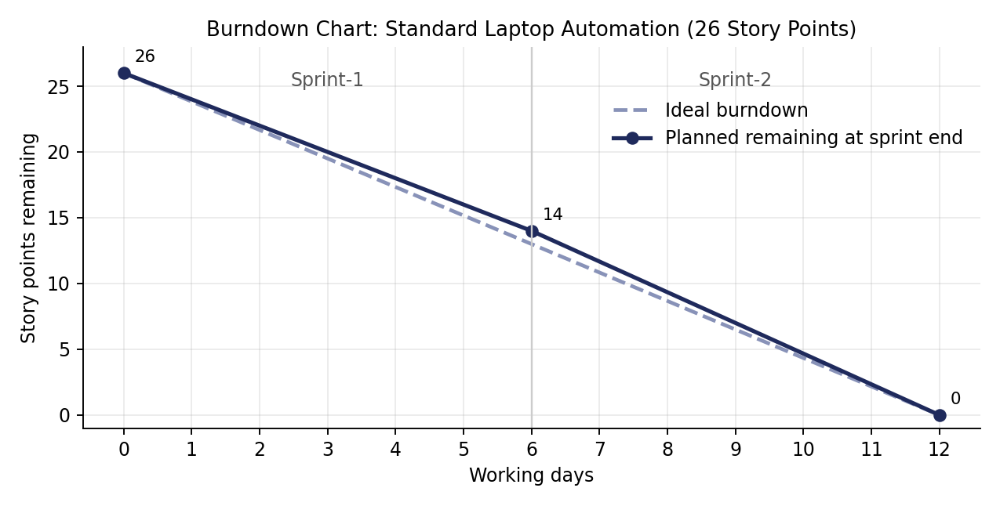 Burndown Chart: Standard Laptop Automation (26 Story Points)
26
Sprint-1
Sprint-2
Ideal burndown
Planned remaining at sprint end
14
0
Story points remaining
25
20
15
10
5
0
0 1 2 3 4 5 6 7 8 9 10 11 12
Working days